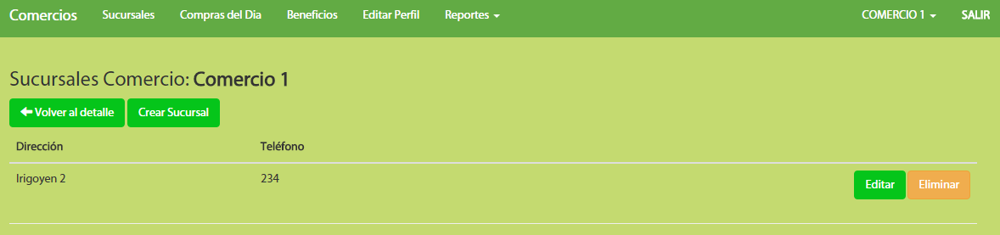 Comercios Sucursales Compras del Dia Beneficios Editar Perfil Reportes COMERCIO 1 SALIR
Sucursales Comercio: Comercio 1
Volver al detalle Crear Sucursal
Dirección Teléfono
Irigoyen 2 234 Editar Eliminar